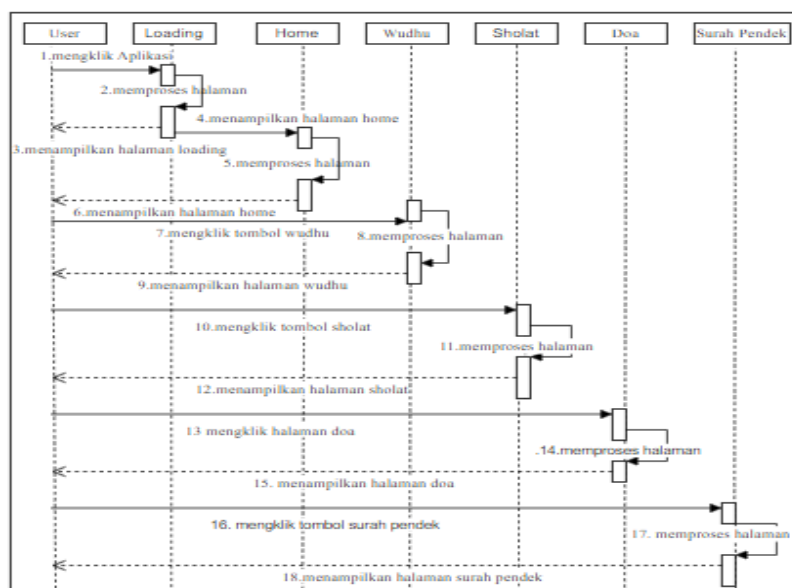 User Loading Home Wudhu Sholat Doa Surah Pendek
1.mengklik Aplikasi
2.memproses halaman
4.menampilkan halaman home
3.menampilkan halaman loading
5.memproses halaman
6.menampilkan halaman home
7.mengklik tombol wudhu
8.memproses halaman
9.menampilkan halaman wudhu
10.mengklik tombol sholat
11.memproses halaman
12.menampilkan halaman sholat
13 mengklik halaman doa
.14.memproses halaman
15. menampilkan halaman doa
16. mengklik tombol surah pendek
17. memproses halaman
18.menampilkan halaman surah pendek